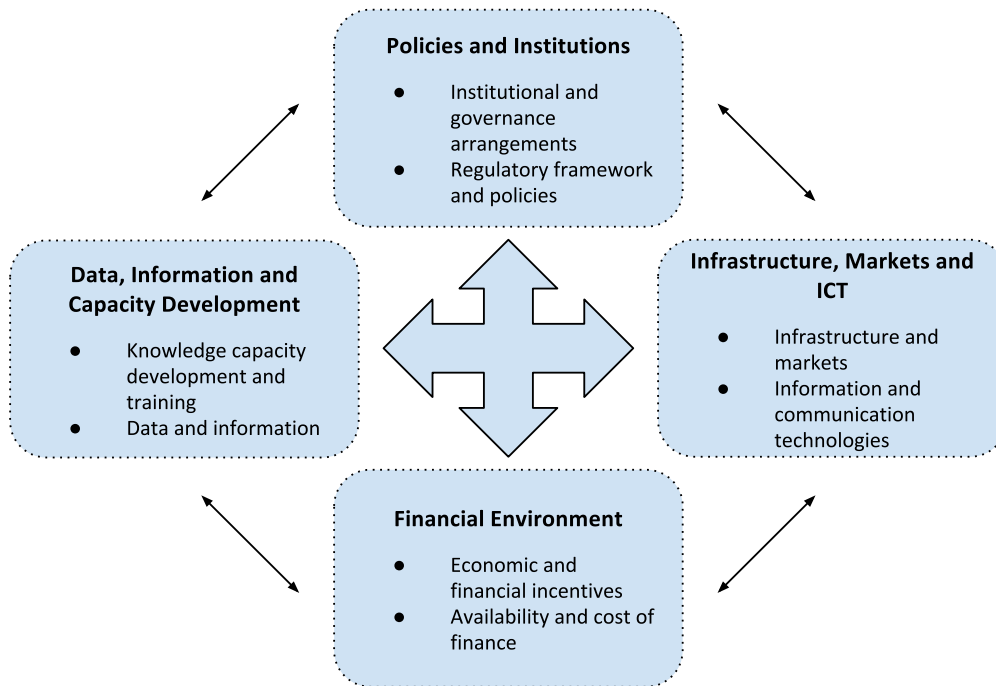 Policies and Institutions
● Institutional and
governance
arrangements
● Regulatory framework
and policies
Data, Information and
Capacity Development
● Knowledge capacity
development and
training
● Data and information
Infrastructure, Markets and
ICT
● Infrastructure and
markets
● Information and
communication
technologies
Financial Environment
● Economic and
financial incentives
● Availability and cost of
finance